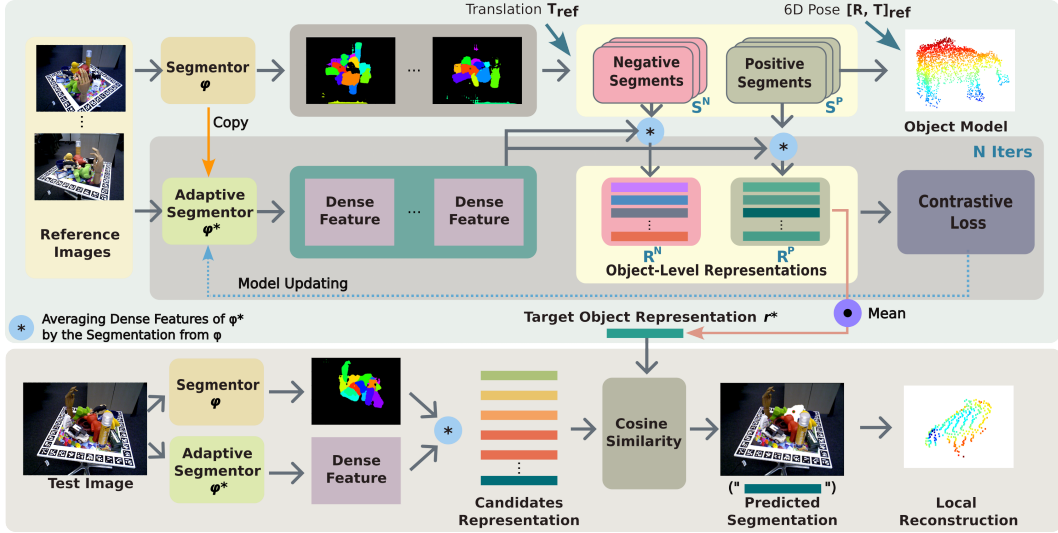 Translation T_ref
6D Pose [R, T]_ref
Segmentor
φ
...
Negative
Segments
S^N
Positive
Segments
S^P
Object Model
Copy
*
*
N Iters
Reference
Images
Adaptive
Segmentor
φ*
Dense
Feature
...
Dense
Feature
R^N
R^P
Object-Level Representations
Contrastive
Loss
Model Updating
* Averaging Dense Features of φ*
by the Segmentation from φ
Mean
Target Object Representation r*
Test Image
Segmentor
φ
Adaptive
Segmentor
φ*
Dense
Feature
*
Candidates
Representation
Cosine
Similarity
(" ")
Predicted
Segmentation
Local
Reconstruction